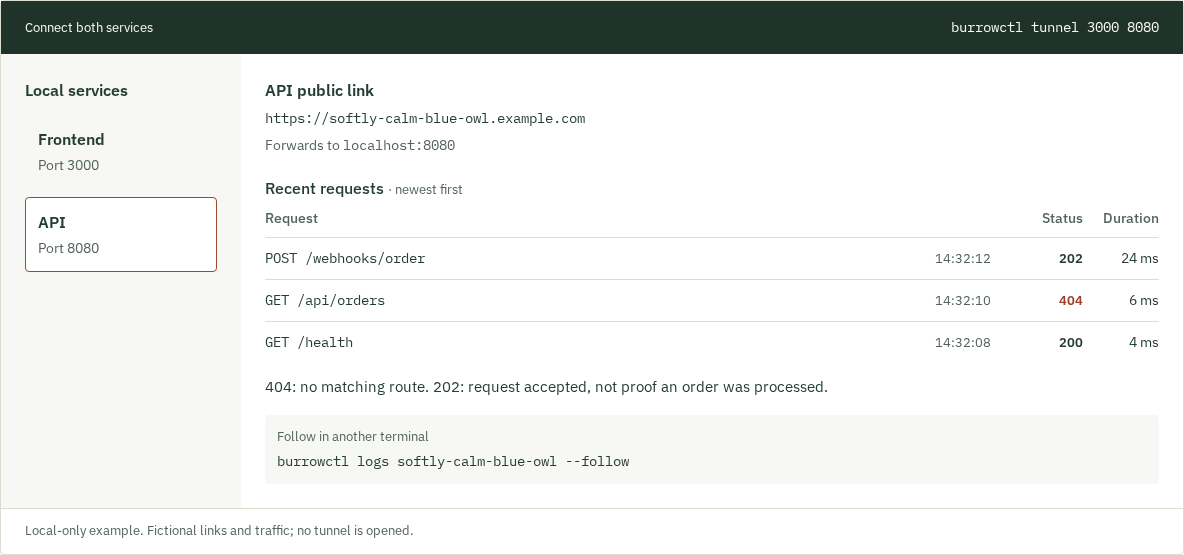 Connect both services
burrowctl tunnel 3000 8080
Local services
Frontend
Port 3000
API
Port 8080
API public link
https://softly-calm-blue-owl.example.com
Forwards to localhost:8080
Recent requests · newest first
Request Status Duration
POST /webhooks/order 14:32:12 202 24 ms
GET /api/orders 14:32:10 404 6 ms
GET /health 14:32:08 200 4 ms
404: no matching route. 202: request accepted, not proof an order was processed.
Follow in another terminal
burrowctl logs softly-calm-blue-owl --follow
Local-only example. Fictional links and traffic; no tunnel is opened.